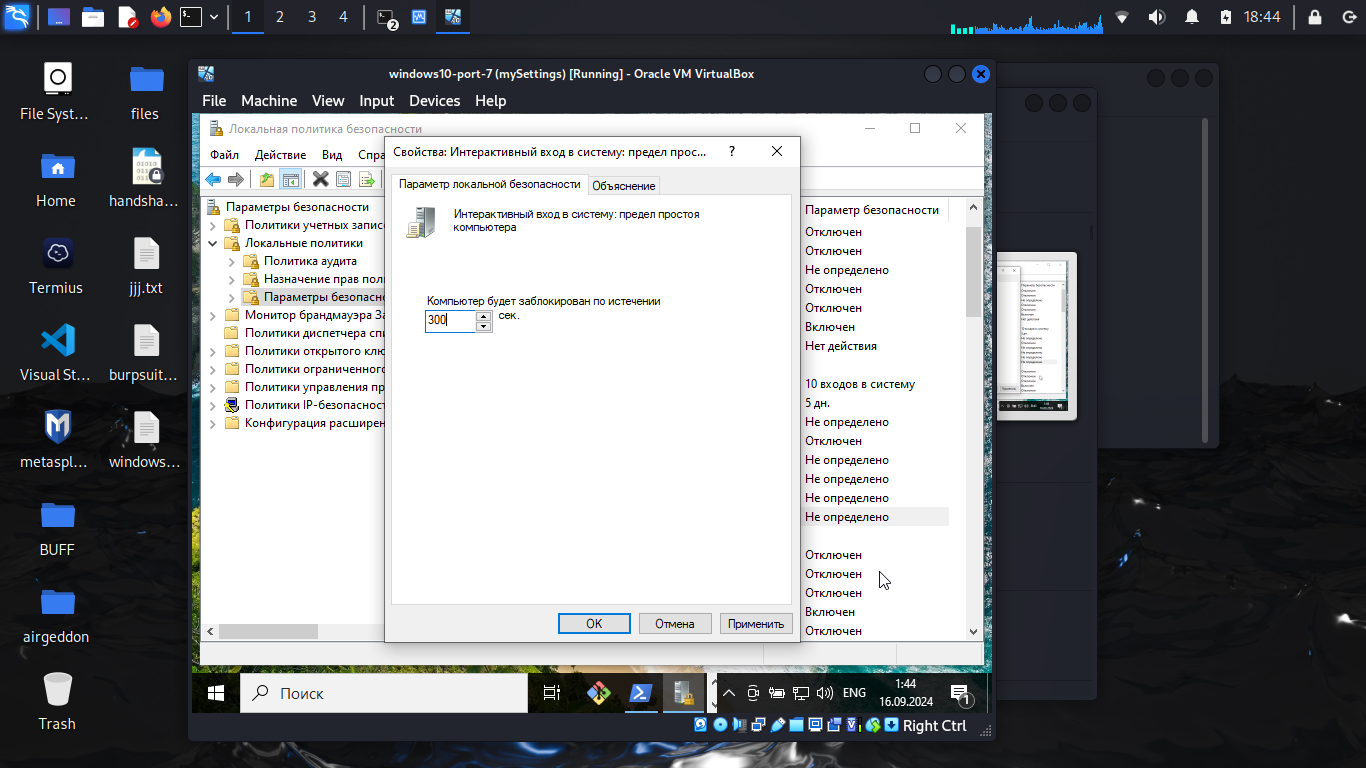 1
2
3
4
2
18:44
File Syst...
files
Home
handsha...
Termius
jjj.txt
Visual St...
burpsuit...
metaspl...
windows...
BUFF
airgeddon
Trash
windows10-port-7 (mySettings) [Running] - Oracle VM VirtualBox
File Machine View Input Devices Help
Локальная политика безопасности
Файл Действие Вид Спра
Параметры безопасности
Политики учетных запис
Локальные политики
Политика аудита
Назначение прав пол
Параметры безопасно
Монитор брандмауэра За
Политики диспетчера спи
Политики открытого клю
Политики ограниченного
Политики управления пр
Политики IP-безопасност
Конфигурация расширен
Свойства: Интерактивный вход в систему: предел прос...
?
Параметр локальной безопасности
Объяснение
Интерактивный вход в систему: предел простоя
компьютера
Компьютер будет заблокирован по истечении
300
сек.
OK
Отмена
Применить
Параметр безопасности
Отключен
Отключен
Не определено
Отключен
Отключен
Включен
Нет действия
10 входов в систему
5 дн.
Не определено
Отключен
Не определено
Не определено
Не определено
Не определено
Отключен
Отключен
Отключен
Включен
Отключен
Поиск
ENG
1:44
16.09.2024
1
Right Ctrl